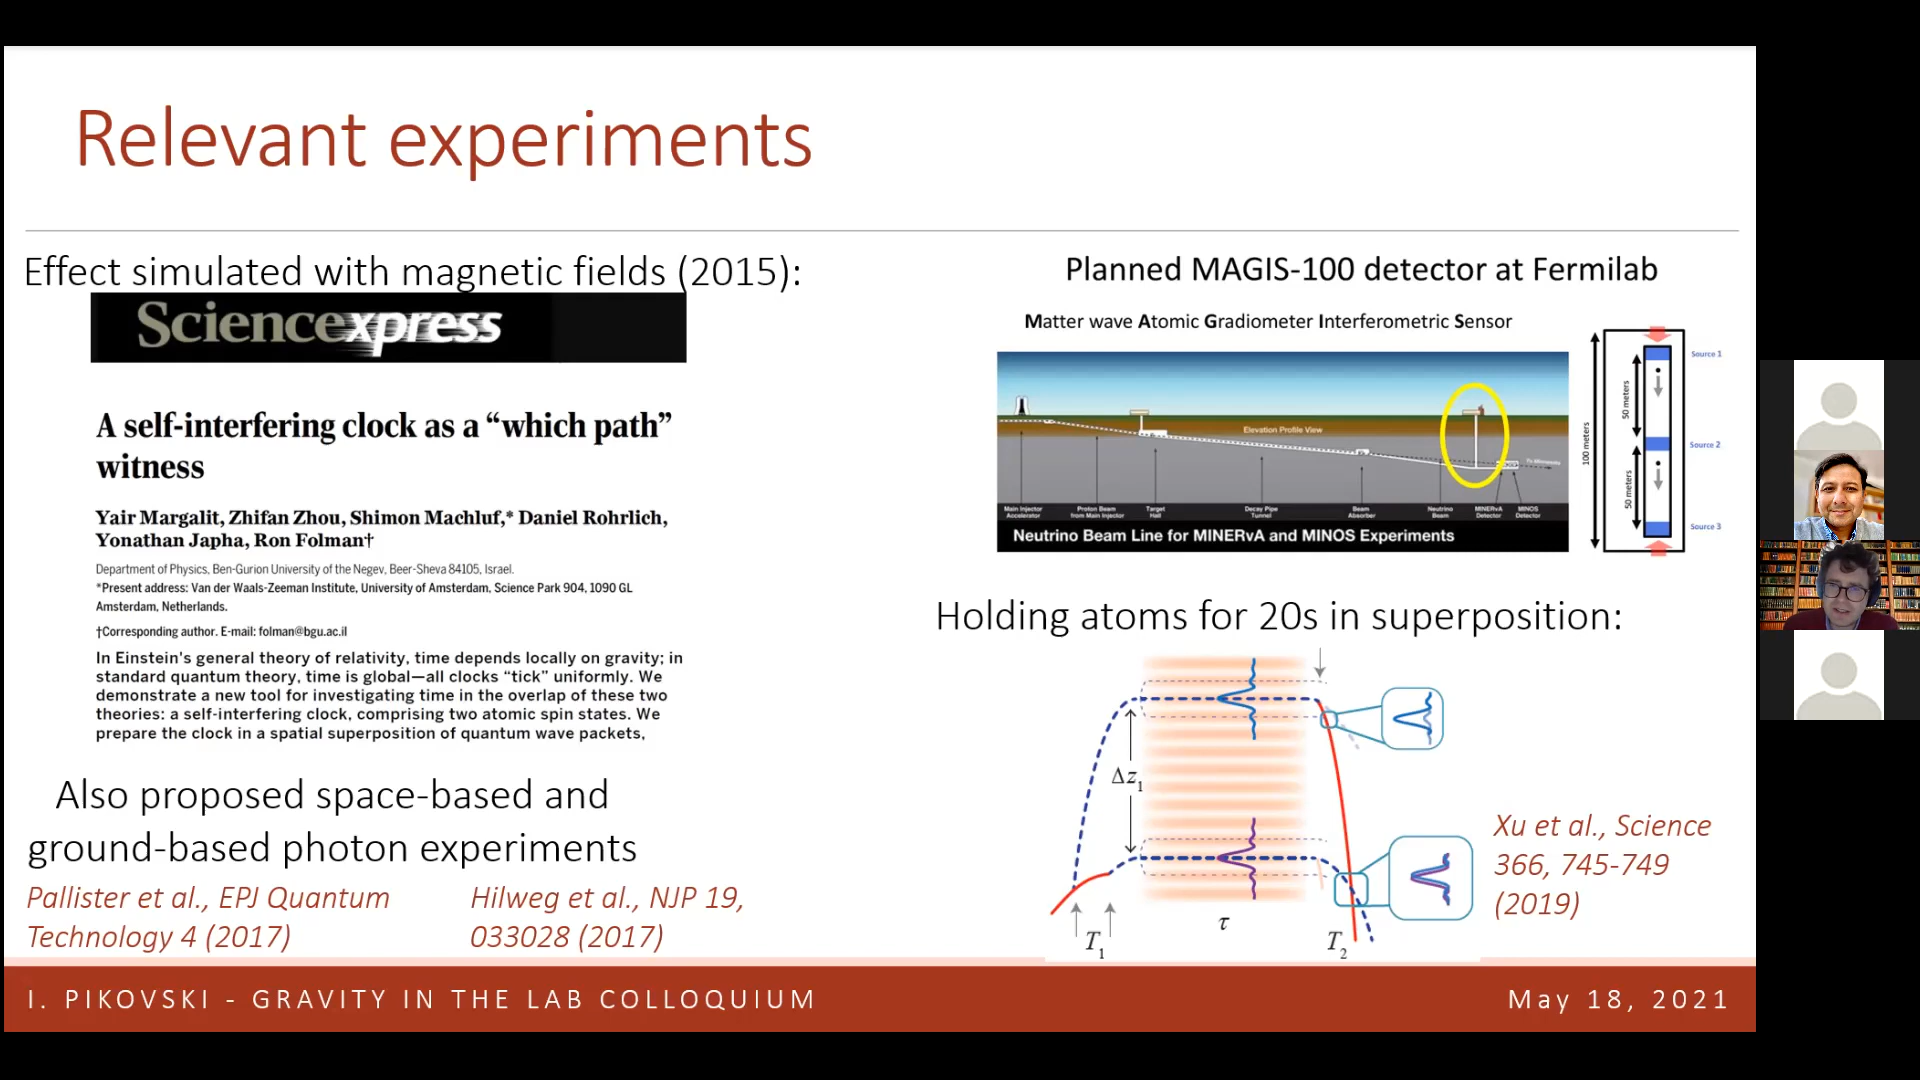 Relevant experiments
Effect simulated with magnetic fields (2015):
Sciencexpress
A self-interfering clock as a “which path”
witness
Yair Margalit, Zhifan Zhou, Shimon Machluf,* Daniel Rohrlich,
Yonathan Japha, Ron Folman†
Department of Physics, Ben-Gurion University of the Negev, Beer-Sheva 84105, Israel.
*Present address: Van der Waals-Zeeman Institute, University of Amsterdam, Science Park 904, 1090 GL
Amsterdam, Netherlands.
†Corresponding author. E-mail: folman@bgu.ac.il
In Einstein's general theory of relativity, time depends locally on gravity; in
standard quantum theory, time is global—all clocks “tick” uniformly. We
demonstrate a new tool for investigating time in the overlap of these two
theories: a self-interfering clock, comprising two atomic spin states. We
prepare the clock in a spatial superposition of quantum wave packets,
Also proposed space-based and
ground-based photon experiments
Pallister et al., EPJ Quantum
Technology 4 (2017)
Hilweg et al., NJP 19,
033028 (2017)
Planned MAGIS-100 detector at Fermilab
Matter wave Atomic Gradiometer Interferometric Sensor
Elevation Profile View
To Minnesota
Main Injector
Accelerator
Proton Beam
from Main Injector
Target
Hall
Decay Pipe
Tunnel
Beam
Absorber
Neutrino
Beam
MINERvA
Detector
MINOS
Detector
Neutrino Beam Line for MINERvA and MINOS Experiments
100 meters
50 meters
50 meters
Source 1
Source 2
Source 3
Holding atoms for 20s in superposition:
Δz1
T1
τ
T2
Xu et al., Science
366, 745-749
(2019)
I. PIKOVSKI - GRAVITY IN THE LAB COLLOQUIUM
May 18, 2021